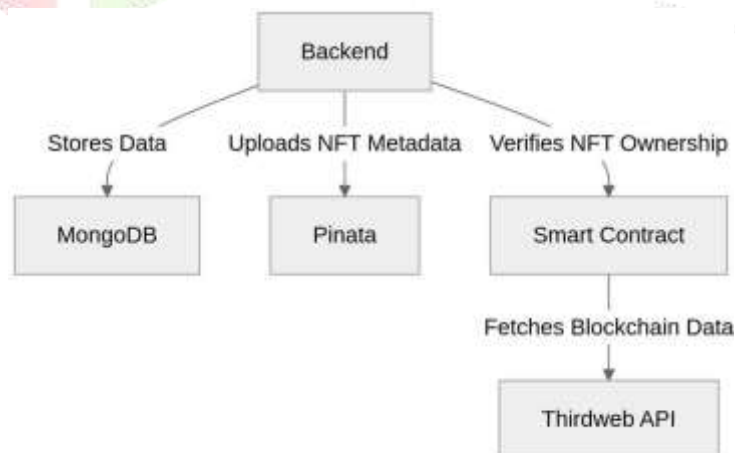 Backend
Stores Data Uploads NFT Metadata Verifies NFT Ownership
MongoDB Pinata Smart Contract
Fetches Blockchain Data
Thirdweb API